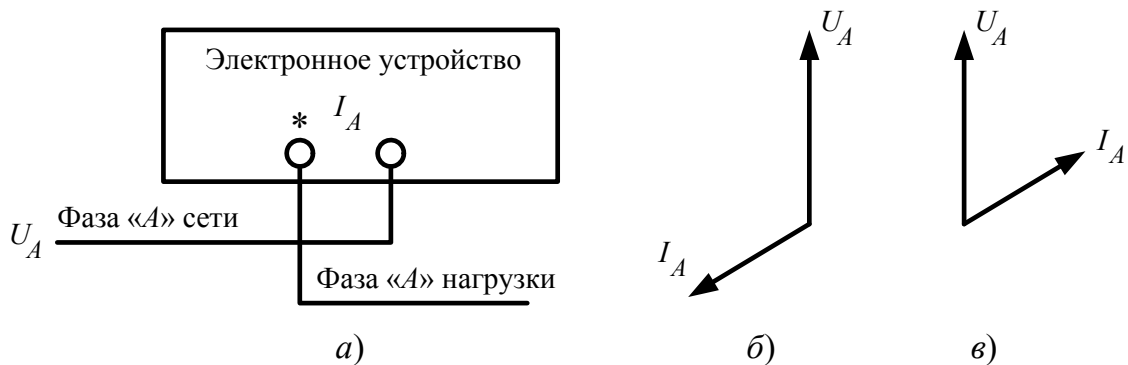 Электронное устройство
* I_A
Фаза «А» сети
U_A
Фаза «А» нагрузки
а)
U_A
I_A
б)
U_A
I_A
в)